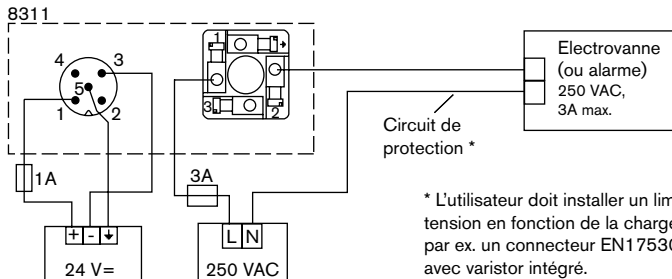 8311
4
3
5
1
2
1
3
2
Electrovanne
(ou alarme)
250 VAC,
3A max.
Circuit de
protection *
1A
3A
+ - ↓
L N
24 V=
250 VAC
* L'utilisateur doit installer un
tension en fonction de la charge
par ex. un connecteur
avec varistor intégré.